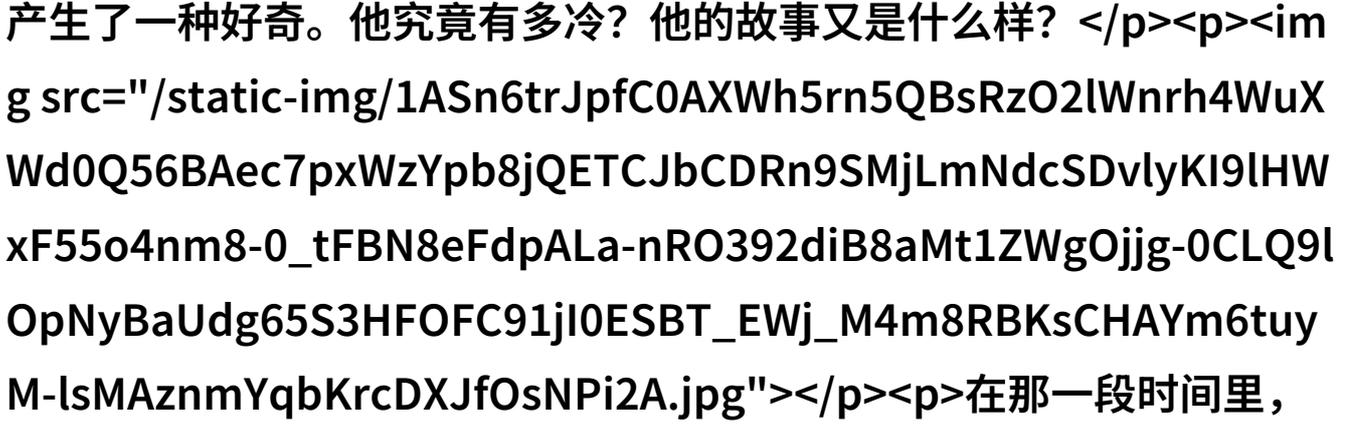 产生了一种好奇。他究竟有多冷？他的故事又是什么样？</p><p><im
g src="/static-img/1ASn6trJpfC0AXWh5rn5QBsRzO2lWnrh4WuX
Wd0Q56BAec7pxWzYpb8jQETCJbCDRn9SMjLmNdcSDvlyKI9lHW
xF55o4nm8-0_tFBN8eFdpALa-nRO392diB8aMt1ZWgOjjg-0CLQ9l
OpNyBaUdg65S3HFOFC91jI0ESBT_EWj_M4m8RBKsCHAYm6tuy
M-lsMAznmYqbKrcDXJfOsNPi2A.jpg"></p><p>在那一段时间里，